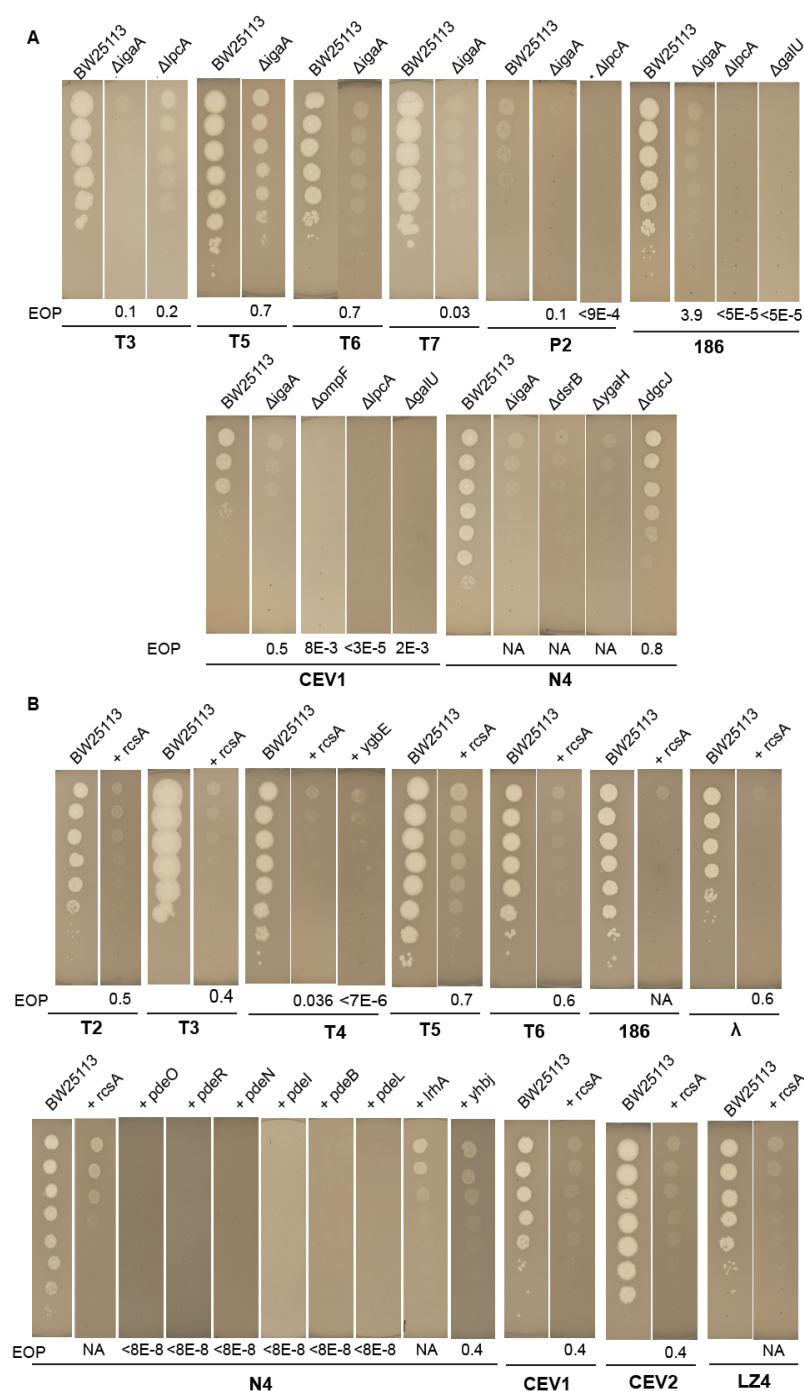 A
BW25113 ΔigaA ΔlpcA BW25113 ΔigaA BW25113 ΔigaA BW25113 ΔigaA BW25113 ΔigaA ΔlpcA BW25113 ΔigaA ΔlpcA ΔgalU
EOP 0.1 0.2 0.7 0.7 0.03 0.1 <9E-4 3.9 <5E-5 <5E-5
T3 T5 T6 T7 P2 186
BW25113 ΔigaA ΔompF ΔlpcA ΔgalU BW25113 ΔigaA ΔdsrB ΔygaH ΔdgcJ
EOP 0.5 8E-3 <3E-5 2E-3 NA NA NA 0.8
CEV1 N4
B
BW25113 + rcsA BW25113 + rcsA BW25113 + rcsA + ygbE BW25113 + rcsA BW25113 + rcsA BW25113 + rcsA BW25113 + rcsA
EOP 0.5 0.4 0.036 <7E-6 0.7 0.6 NA 0.6
T2 T3 T4 T5 T6 186 λ
BW25113 + rcsA + pdeO + pdeR + pdeN + pdeI + pdeB + pdeL + lrhA + yhbj BW25113 + rcsA BW25113 + rcsA BW25113 + rcsA
EOP NA <8E-8 <8E-8 <8E-8 <8E-8 <8E-8 <8E-8 NA 0.4 0.4 0.4 NA
N4 CEV1 CEV2 LZ4